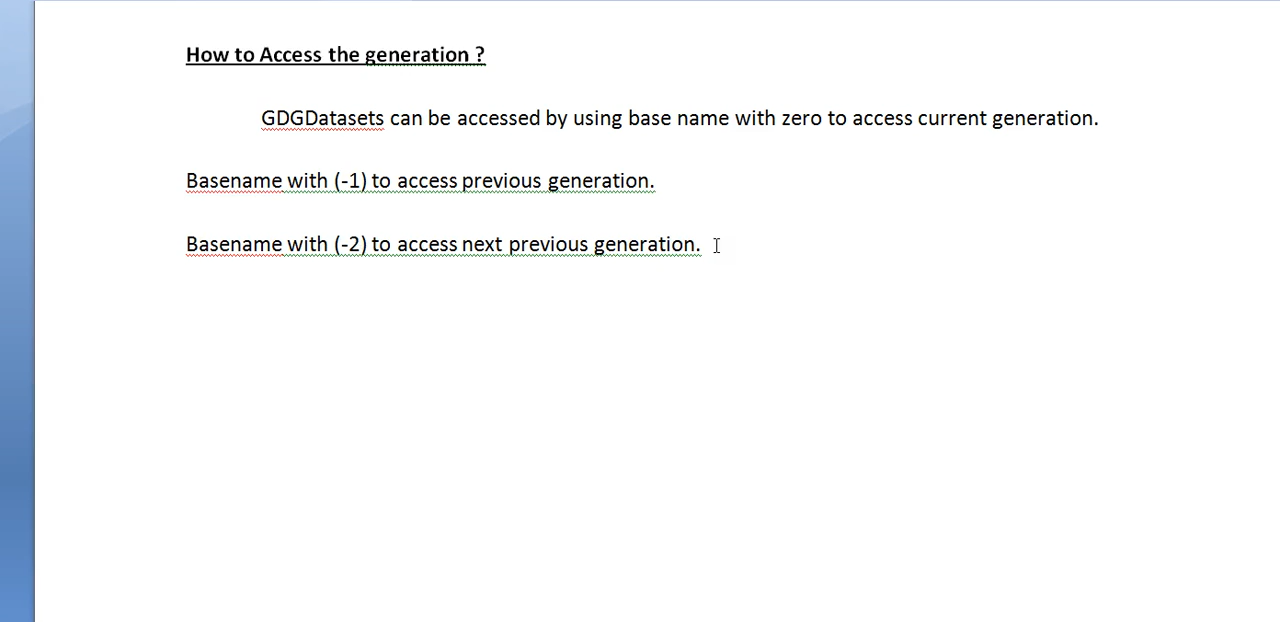 How to Access the generation ?
GDGDatasets can be accessed by using base name with zero to access current generation.
Basename with (-1) to access previous generation.
Basename with (-2) to access next previous generation.